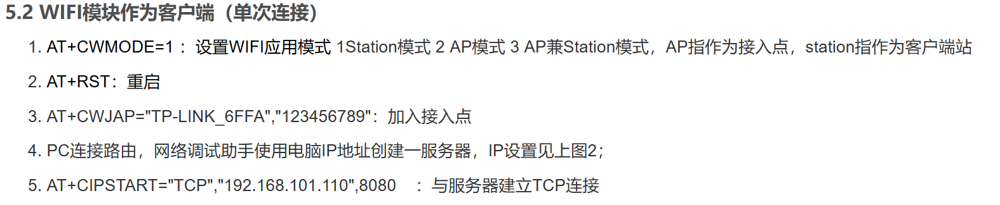 5.2 WIFI模块作为客户端（单次连接）
1. AT+CWMODE=1 ：设置WIFI应用模式 1Station模式 2 AP模式 3 AP兼Station模式，AP指作为接入点，station指作为客户端站
2. AT+RST：重启
3. AT+CWJAP="TP-LINK_6FFA","123456789"：加入接入点
4. PC连接路由，网络调试助手使用电脑IP地址创建一服务器，IP设置见上图2；
5. AT+CIPSTART="TCP","192.168.101.110",8080 ：与服务器建立TCP连接